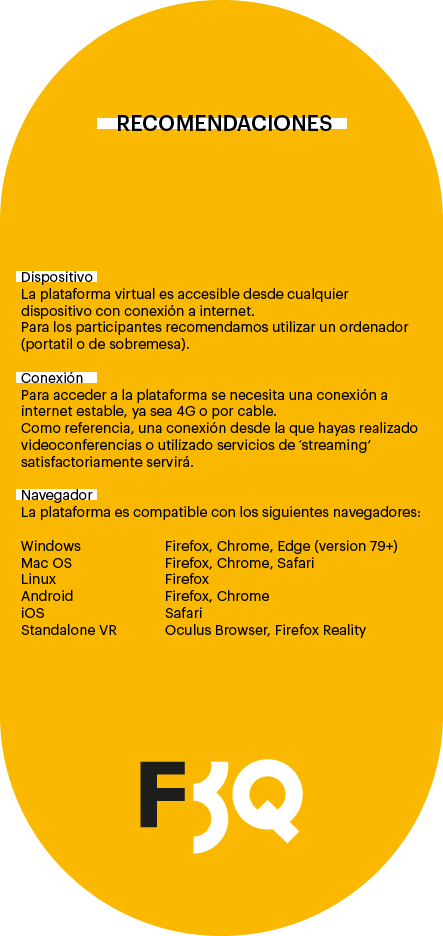 RECOMENDACIONES
Dispositivo
La plataforma virtual es accesible desde cualquier
dispositivo con conexión a internet.
Para los participantes recomendamos utilizar un ordenador
(portatil o de sobremesa).
Conexión
Para acceder a la plataforma se necesita una conexión a
internet estable, ya sea 4G o por cable.
Como referencia, una conexión desde la que hayas realizado
videoconferencias o utilizado servicios de ‘streaming’
satisfactoriamente servirá.
Navegador
La plataforma es compatible con los siguientes navegadores:
Windows Firefox, Chrome, Edge (version 79+)
Mac OS Firefox, Chrome, Safari
Linux Firefox
Android Firefox, Chrome
iOS Safari
Standalone VR Oculus Browser, Firefox Reality
F3Q